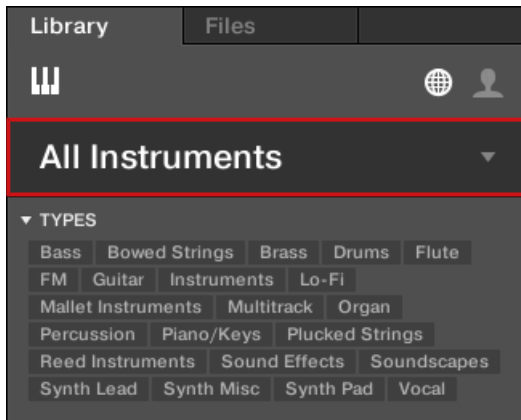 Library Files
All Instruments
TYPES
Bass Bowed Strings Brass Drums Flute
FM Guitar Instruments Lo-Fi
Mallet Instruments Multitrack Organ
Percussion Piano/Keys Plucked Strings
Reed Instruments Sound Effects Soundscapes
Synth Lead Synth Misc Synth Pad Vocal